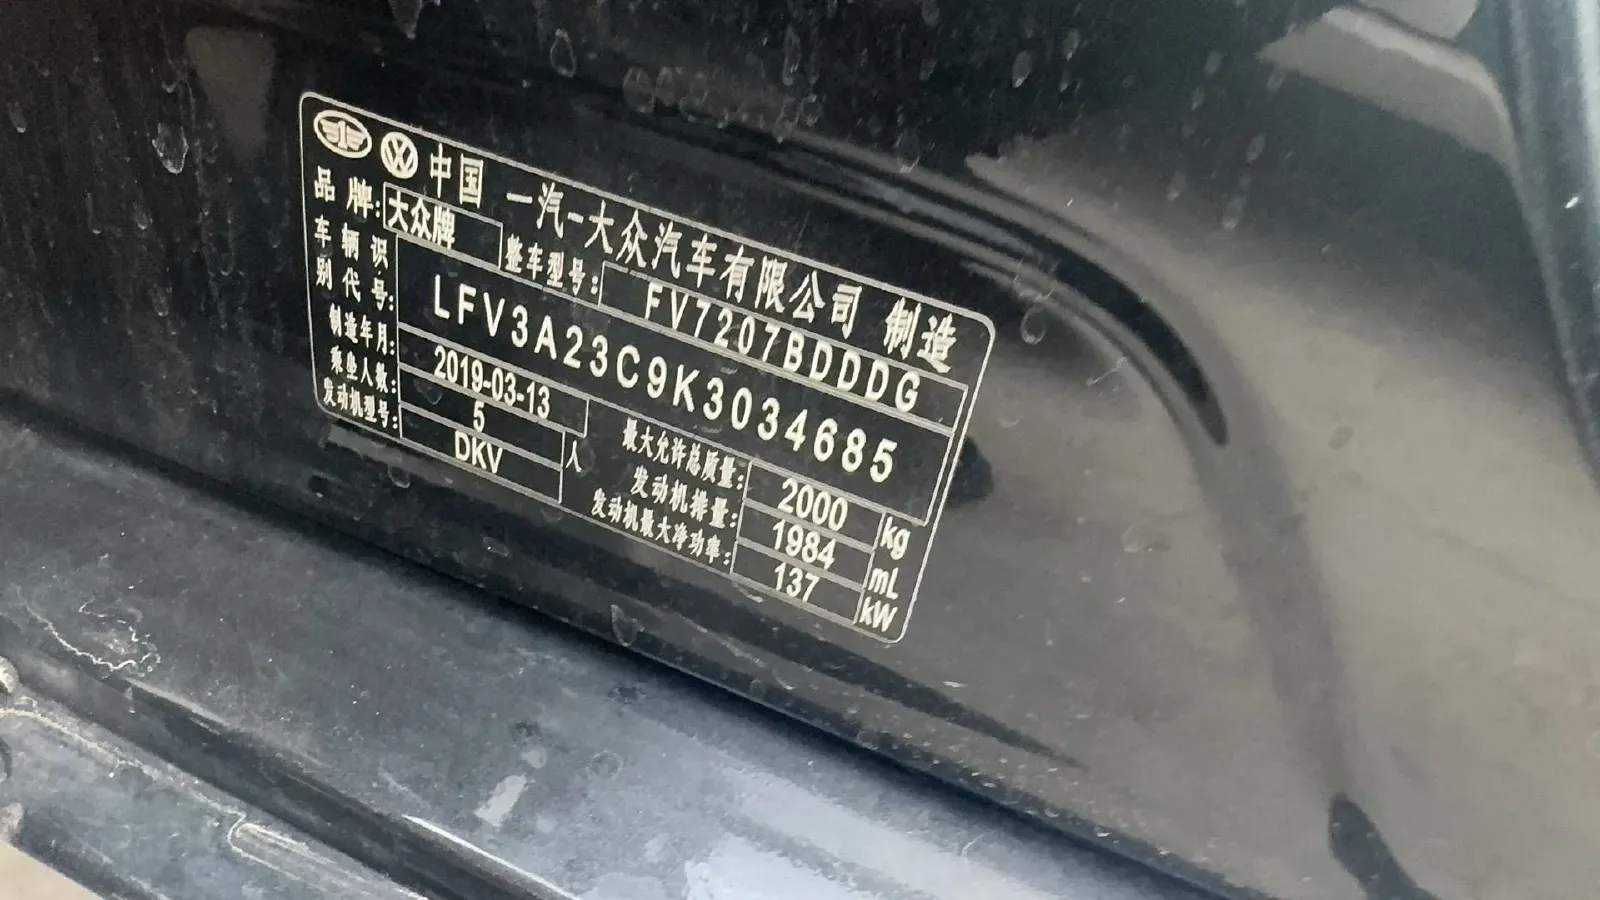 1 VW 中国 一汽-大众汽车有限公司 制造
品牌: 大众牌 整车型号: FV7207BDDDG
车辆识别代号: LFV3A23C9K3034685
制造年月: 2019-03-13 最大允许总质量: 2000 kg
乘坐人数: 5 人 发动机排量: 1984 mL
发动机型号: DKV 发动机最大净功率: 137 kW